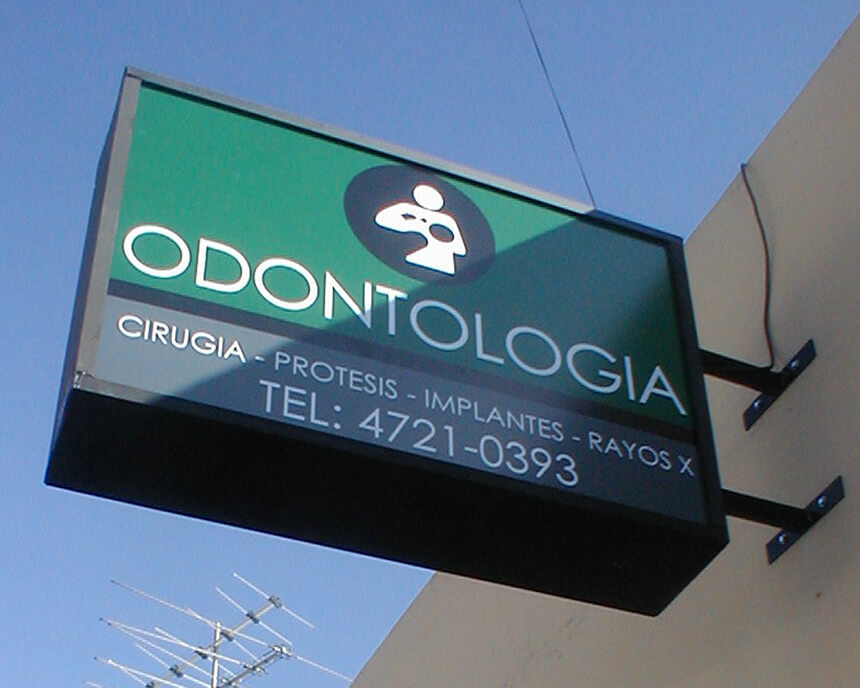 ODONTOLOGIA
CIRUGIA - PROTESIS - IMPLANTES - RAYOS X
TEL: 4721-0393